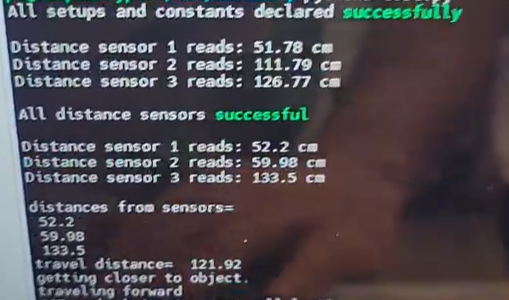 All setups and constants declared successfully
Distance sensor 1 reads: 51.78 cm
Distance sensor 2 reads: 111.79 cm
Distance sensor 3 reads: 126.77 cm
All distance sensors successful
Distance sensor 1 reads: 52.2 cm
Distance sensor 2 reads: 59.98 cm
Distance sensor 3 reads: 133.5 cm
distances from sensors=
52.2
59.98
133.5
travel distance= 121.92
getting closer to object.
traveling forward